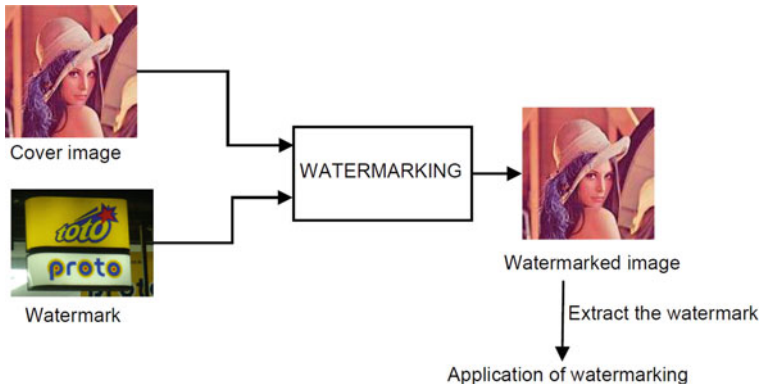 Cover image
toto
proto
Watermark
WATERMARKING
Watermarked image
Extract the watermark
Application of watermarking